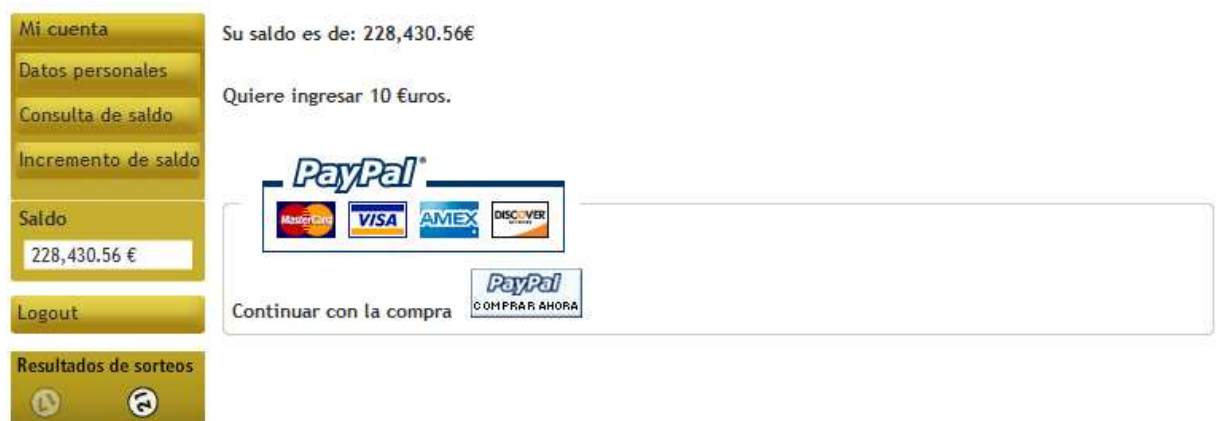 Mi cuenta
Datos personales
Consulta de saldo
Incremento de saldo
Saldo
228,430.56 €
Logout
Resultados de sorteos
Su saldo es de: 228,430.56€
Quiere ingresar 10 €uros.
PayPal
MasterCard VISA AMEX DISCOVER
Continuar con la compra
PayPal
COMPRAR AHORA